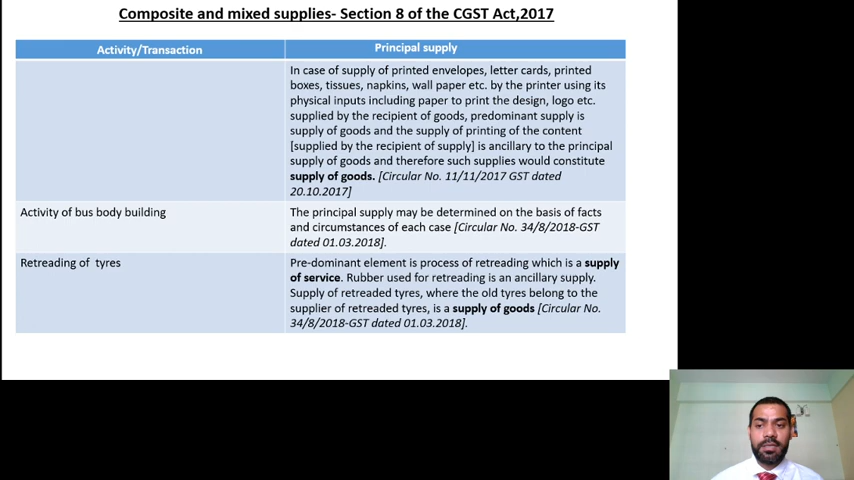 Composite and mixed supplies- Section 8 of the CGST Act,2017
Activity/Transaction
Principal supply
In case of supply of printed envelopes, letter cards, printed
boxes, tissues, napkins, wall paper etc. by the printer using its
physical inputs including paper to print the design, logo etc.
supplied by the recipient of goods, predominant supply is
supply of goods and the supply of printing of the content
[supplied by the recipient of supply] is ancillary to the principal
supply of goods and therefore such supplies would constitute
supply of goods. [Circular No. 11/11/2017 GST dated
20.10.2017]
Activity of bus body building
The principal supply may be determined on the basis of facts
and circumstances of each case [Circular No. 34/8/2018-GST
dated 01.03.2018].
Retreading of tyres
Pre-dominant element is process of retreading which is a supply
of service. Rubber used for retreading is an ancillary supply.
Supply of retreaded tyres, where the old tyres belong to the
supplier of retreaded tyres, is a supply of goods [Circular No.
34/8/2018-GST dated 01.03.2018].